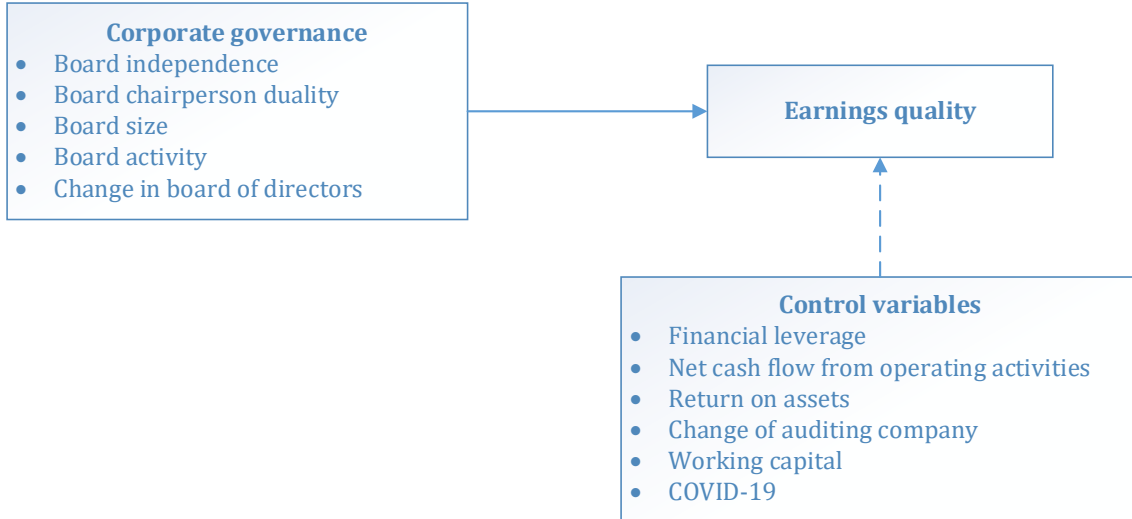 Corporate governance
• Board independence
• Board chairperson duality
• Board size
• Board activity
• Change in board of directors
Earnings quality
Control variables
• Financial leverage
• Net cash flow from operating activities
• Return on assets
• Change of auditing company
• Working capital
• COVID-19